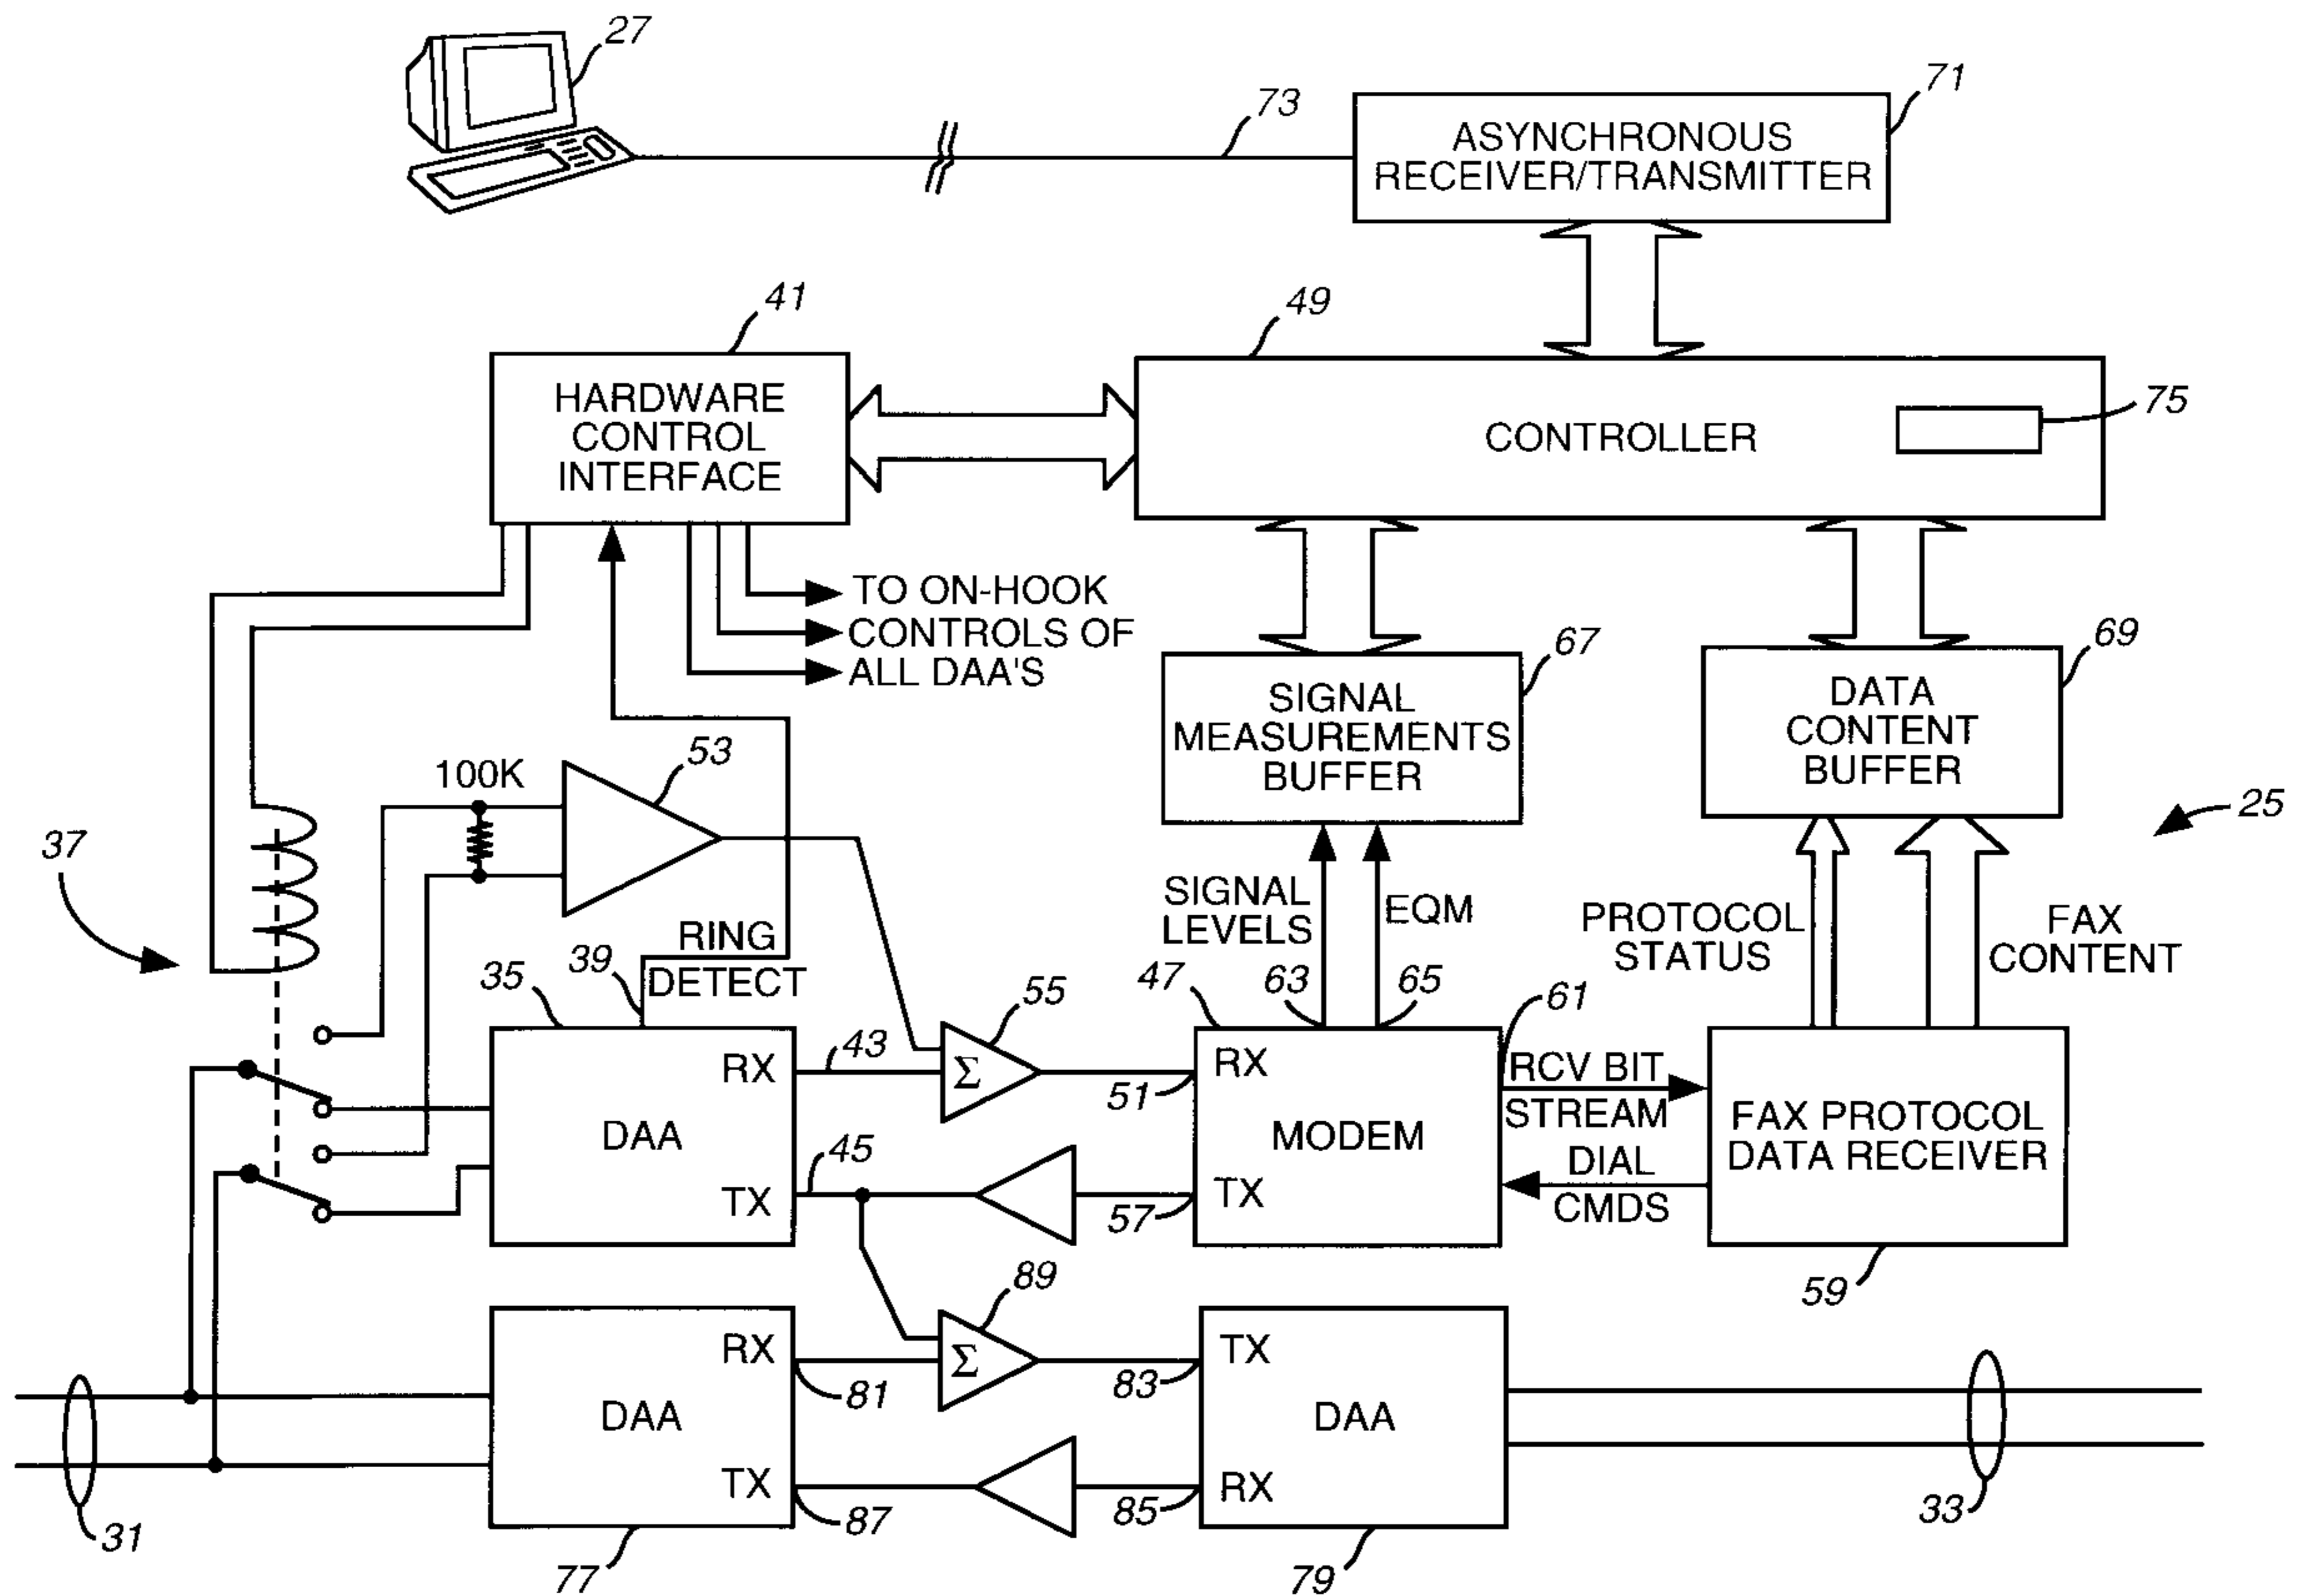 27
73
71
ASYNCHRONOUS
RECEIVER/TRANSMITTER
41
49
HARDWARE
CONTROL
INTERFACE
CONTROLLER
75
TO ON-HOOK
CONTROLS OF
ALL DAA'S
67
SIGNAL
MEASUREMENTS
BUFFER
69
DATA
CONTENT
BUFFER
25
37
100K
53
SIGNAL
LEVELS
EQM
PROTOCOL
STATUS
FAX
CONTENT
RING
DETECT
35
39
55
47
63
65
61
RX
43
Σ
51
RX
RCV BIT
STREAM
DAA
MODEM
FAX PROTOCOL
DATA RECEIVER
TX
45
57
TX
DIAL
CMDS
59
89
RX
81
Σ
83
TX
DAA
DAA
TX
87
85
RX
31
33
77
79